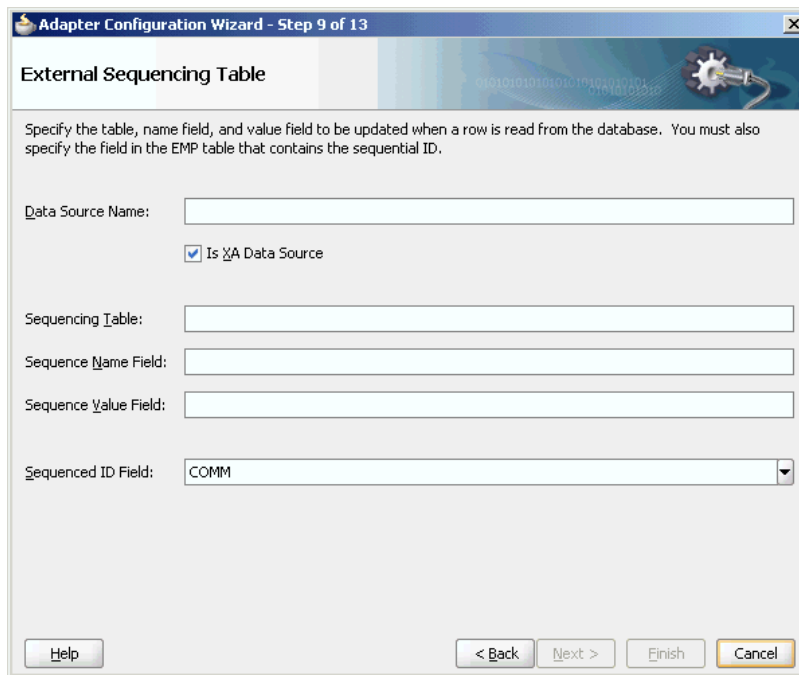 Adapter Configuration Wizard - Step 9 of 13
External Sequencing Table
Specify the table, name field, and value field to be updated when a row is read from the database.  You must also
specify the field in the EMP table that contains the sequential ID.
Data Source Name:
Is XA Data Source
Sequencing Table:
Sequence Name Field:
Sequence Value Field:
Sequenced ID Field: COMM
Help < Back Next > Finish Cancel